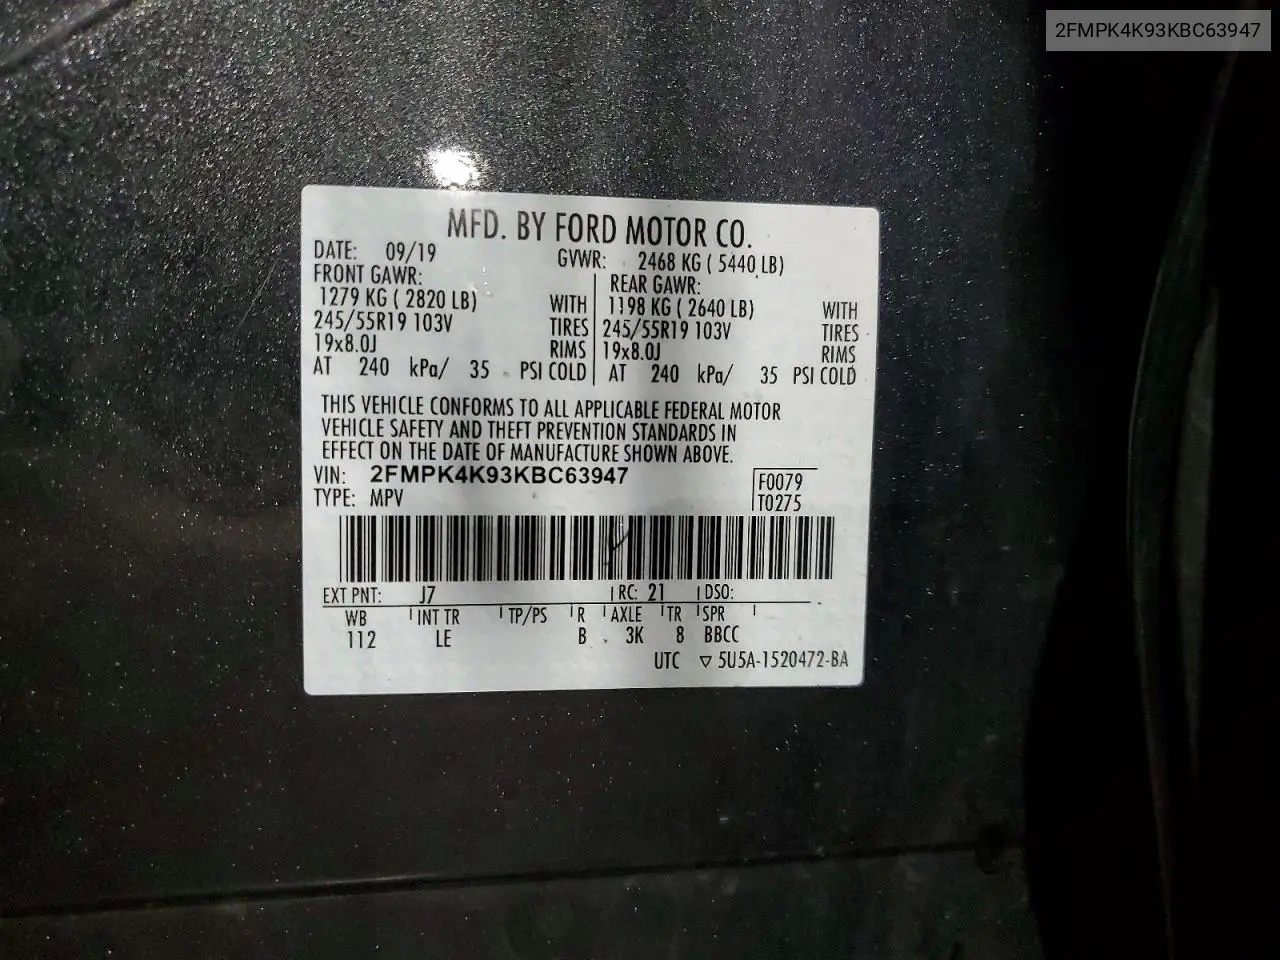 2FMPK4K93KBC63947
MFD. BY FORD MOTOR CO.
DATE: 09/19 GVWR: 2468 KG ( 5440 LB)
FRONT GAWR: REAR GAWR:
1279 KG ( 2820 LB) WITH 1198 KG ( 2640 LB) WITH
245/55R19 103V TIRES 245/55R19 103V TIRES
19x8.0J RIMS 19x8.0J RIMS
AT 240 kPa/ 35 PSI COLD AT 240 kPa/ 35 PSI COLD
THIS VEHICLE CONFORMS TO ALL APPLICABLE FEDERAL MOTOR
VEHICLE SAFETY AND THEFT PREVENTION STANDARDS IN
EFFECT ON THE DATE OF MANUFACTURE SHOWN ABOVE.
VIN: 2FMPK4K93KBC63947
TYPE: MPV
F0079
T0275
EXT PNT: J7 RC: 21 DSO:
WB INT TR TP/PS R AXLE TR SPR
112 LE B 3K 8 BBCC
UTC ▽ 5U5A-1520472-BA